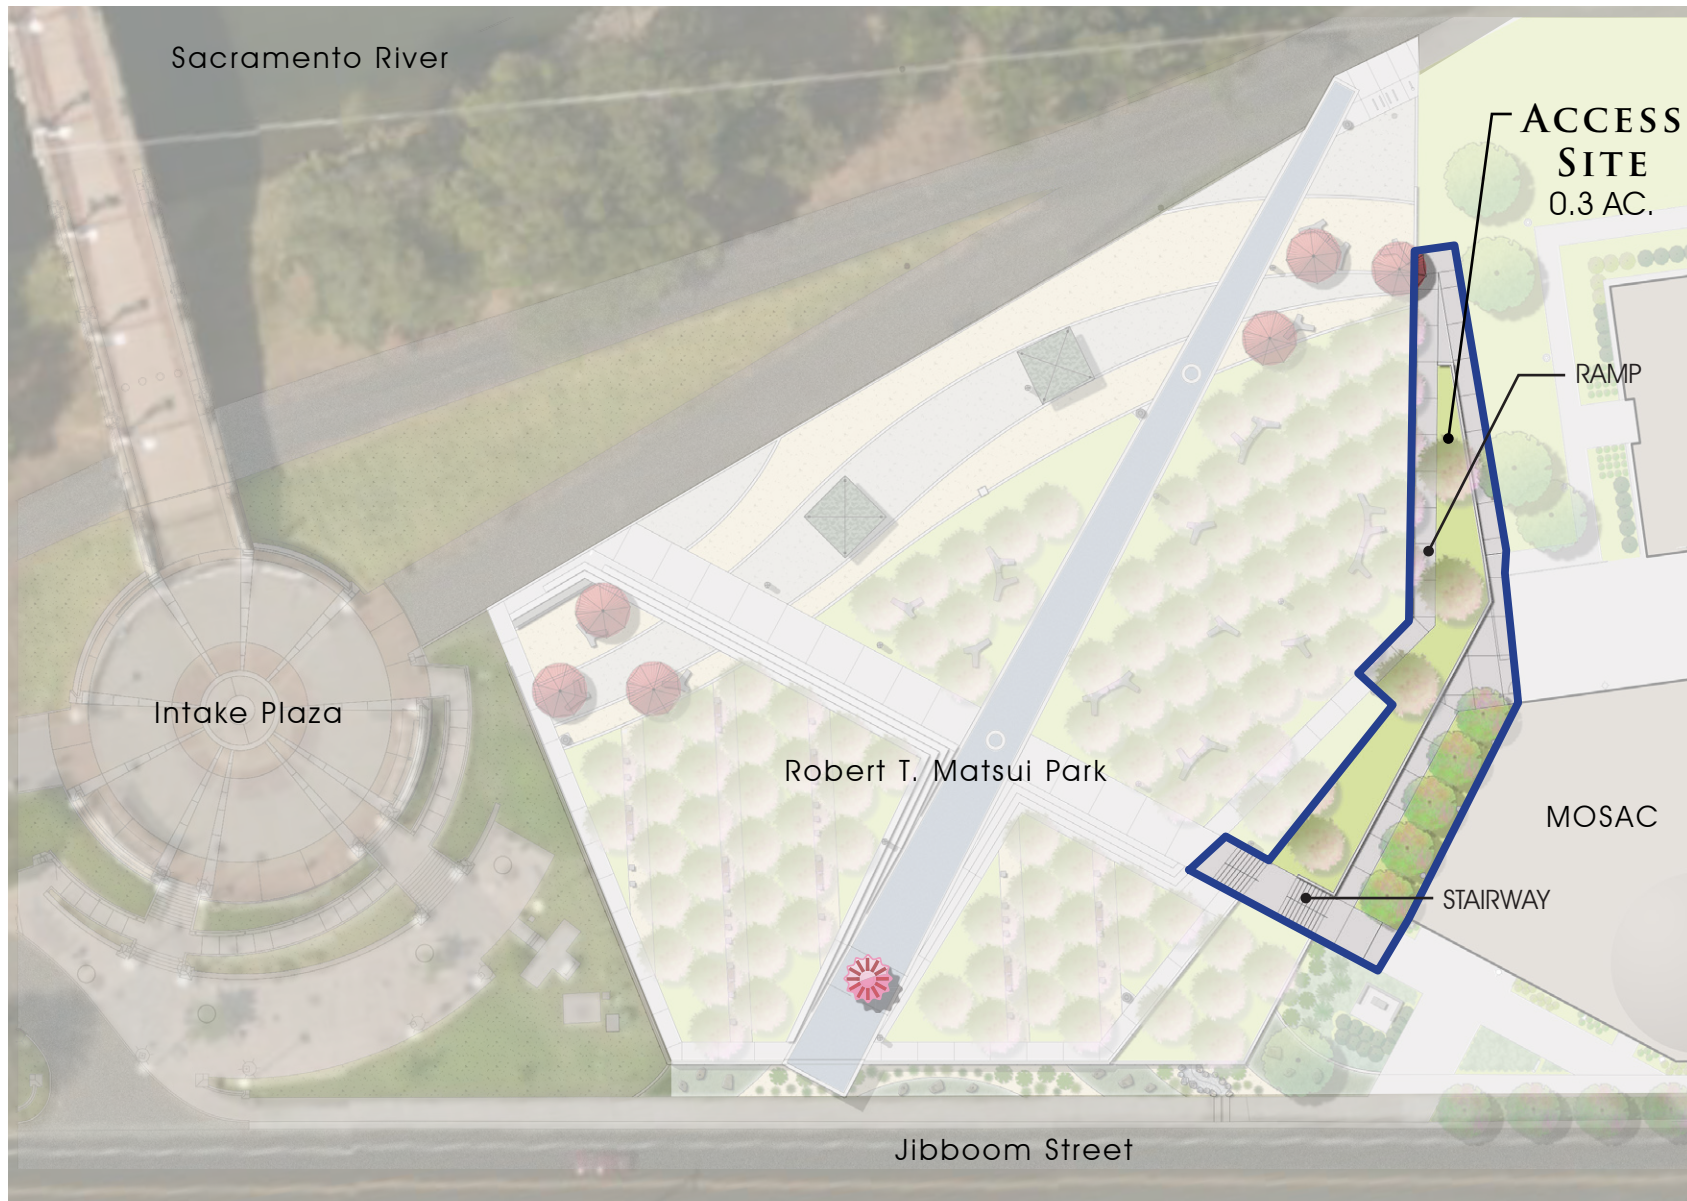 Sacramento River
ACCESS
SITE
0.3 AC.
RAMP
Intake Plaza
Robert T. Matsui Park
MOSAC
STAIRWAY
Jibboom Street